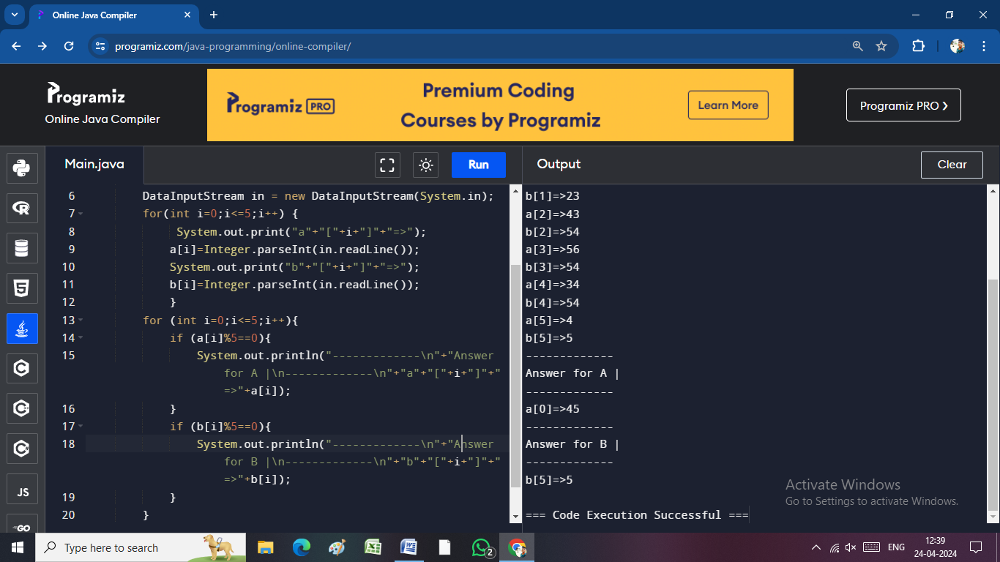 Online Java Compiler
programiz.com/java-programming/online-compiler/
Programiz
Online Java Compiler
Programiz PRO
Premium Coding
Courses by Programiz
Learn More
Programiz PRO ❯
Main.java
Run
Output
Clear
6 DataInputStream in = new DataInputStream(System.in);
7 for(int i=0;i<=5;i++) {
8 System.out.print("a"+"["+i+"]"+"=>");
9 a[i]=Integer.parseInt(in.readLine());
10 System.out.print("b"+"["+i+"]"+"=>");
11 b[i]=Integer.parseInt(in.readLine());
12 }
13 for (int i=0;i<=5;i++){
14 if (a[i]%5==0){
15 System.out.println("-------------\n"+"Answer
for A |\n-------------\n"+"a"+"["+i+"]"+"
=>"+a[i]);
16 }
17 if (b[i]%5==0){
18 System.out.println("-------------\n"+"Answer
for B |\n-------------\n"+"b"+"["+i+"]"+"
=>"+b[i]);
19 }
20 }
b[1]=>23
a[2]=>43
b[2]=>54
a[3]=>56
b[3]=>54
a[4]=>34
b[4]=>54
a[5]=>4
b[5]=>5
-------------
Answer for A |
-------------
a[0]=>45
-------------
Answer for B |
-------------
b[5]=>5
=== Code Execution Successful ===
JS
GO
Activate Windows
Go to Settings to activate Windows.
Type here to search
2
ENG
12:39
24-04-2024